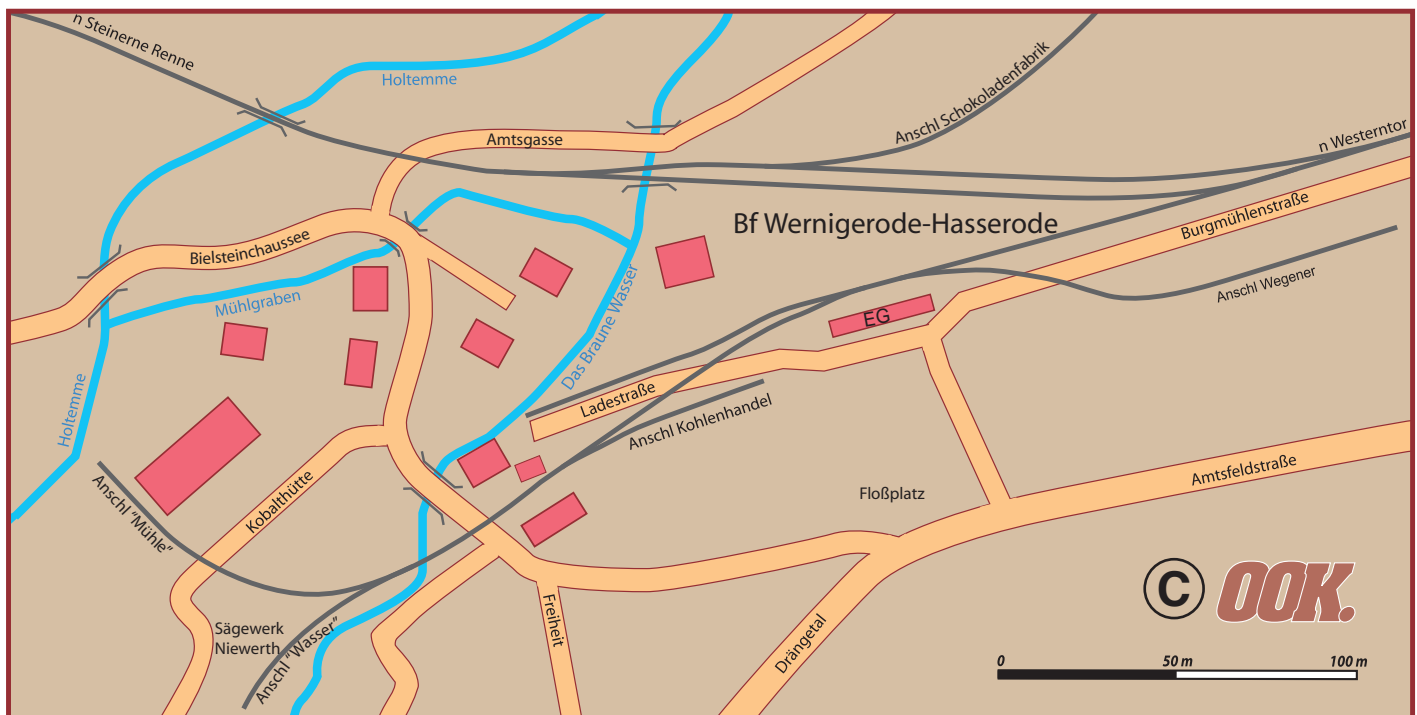 n Steinerne Renne
Holtemme
Anschl Schokoladenfabrik
n Westerntor
Amtsgasse
Bf Wernigerode-Hasserode
Burgmühlenstraße
Bielsteinchaussee
Mühlgraben
Das Braune Wasser
Anschl Wegener
EG
Holtemme
Ladestraße
Anschl Kohlenhandel
Amtsfeldstraße
Floßplatz
Kobalthütte
Anschl "Mühle"
Sägewerk
Niewerth
Anschl "Wasser"
Freiheit
Drängetal
C OOK.
0 50 m 100 m